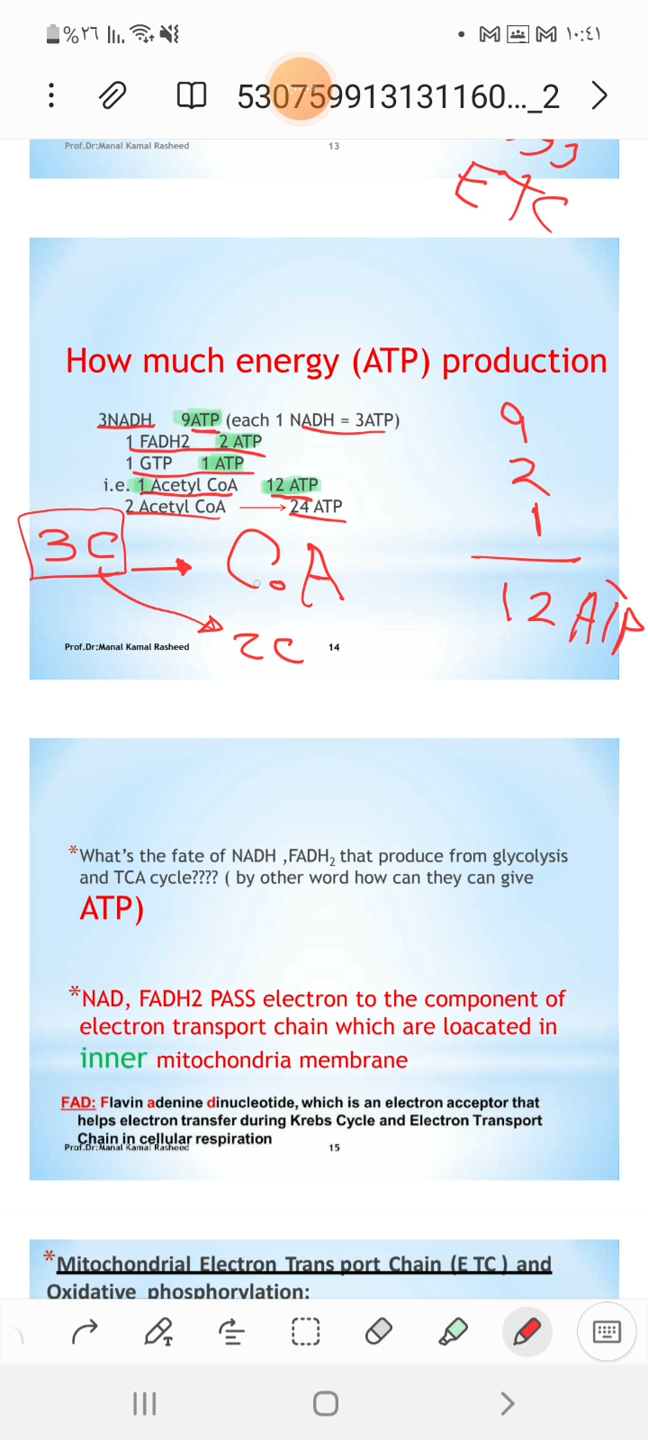 %٢٦
١٠:٤١
530759913131160..._2
Prof.Dr:Manal Kamal Rasheed 13
ETC
How much energy (ATP) production
3NADH 9ATP (each 1 NADH = 3ATP)
1 FADH2 2 ATP
1 GTP 1 ATP
i.e. 1 Acetyl CoA 12 ATP
2 Acetyl CoA → 24 ATP
9
2
1
12 ATP
3C → C.A
2C
Prof.Dr:Manal Kamal Rasheed 14
*What's the fate of NADH ,FADH₂ that produce from glycolysis
and TCA cycle???? ( by other word how can they can give
ATP)
*NAD, FADH2 PASS electron to the component of
electron transport chain which are loacated in
inner mitochondria membrane
FAD: Flavin adenine dinucleotide, which is an electron acceptor that
helps electron transfer during Krebs Cycle and Electron Transport
Chain in cellular respiration
Prof.Dr:Manal Kamal Rasheed 15
*Mitochondrial Electron Trans port Chain (E TC ) and
Oxidative phosphorylation: